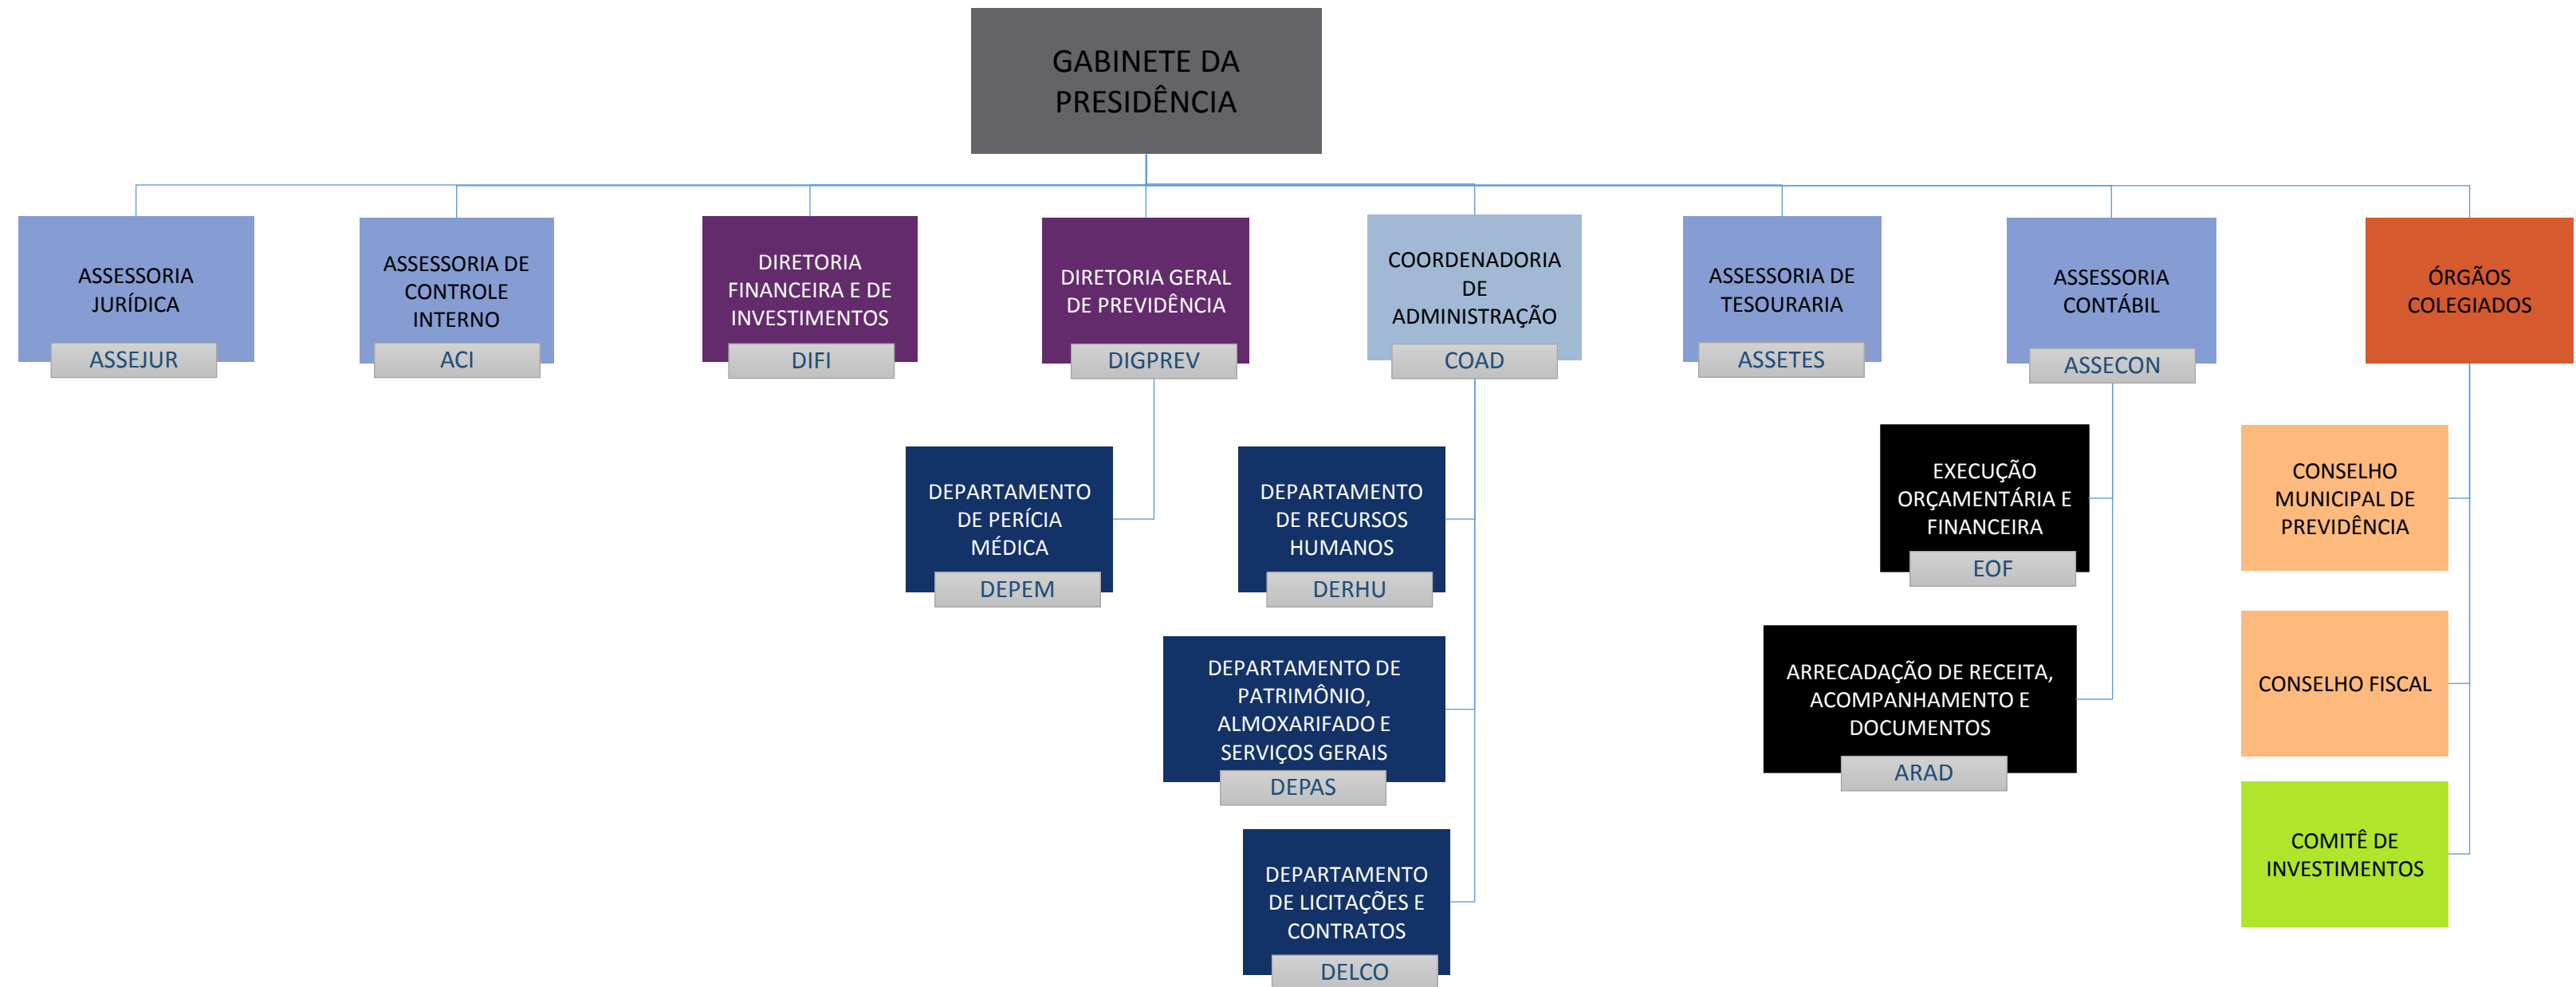 GABINETE DA
PRESIDÊNCIA
ASSESSORIA
JURÍDICA
ASSEJUR
ASSESSORIA DE
CONTROLE
INTERNO
ACI
DIRETORIA
FINANCEIRA E DE
INVESTIMENTOS
DIFI
DIRETORIA GERAL
DE PREVIDÊNCIA
DIGPREV
COORDENADORIA
DE
ADMINISTRAÇÃO
COAD
ASSESSORIA DE
TESOURARIA
ASSETES
ASSESSORIA
CONTÁBIL
ASSECON
ÓRGÃOS
COLEGIADOS
DEPARTAMENTO
DE PERÍCIA
MÉDICA
DEPEM
DEPARTAMENTO
DE RECURSOS
HUMANOS
DERHU
DEPARTAMENTO DE
PATRIMÔNIO,
ALMOXARIFADO E
SERVIÇOS GERAIS
DEPAS
DEPARTAMENTO
DE LICITAÇÕES E
CONTRATOS
DELCO
EXECUÇÃO
ORÇAMENTÁRIA E
FINANCEIRA
EOF
ARRECADAÇÃO DE RECEITA,
ACOMPANHAMENTO E
DOCUMENTOS
ARAD
CONSELHO
MUNICIPAL DE
PREVIDÊNCIA
CONSELHO FISCAL
COMITÊ DE
INVESTIMENTOS